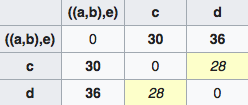 ((a,b),e) c d
((a,b),e) 0 30 36
c 30 0 28
d 36 28 0